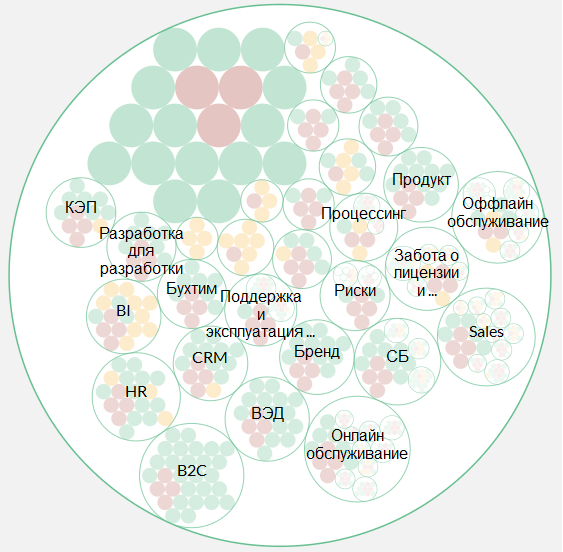 Продукт
КЭП
Оффлайн
обслуживание
Процессинг
Разработка
для
разработки
Забота о
лицензии
и ...
Бухтим
Поддержка
и
эксплуатация ...
Риски
BI
Sales
CRM
Бренд
СБ
HR
ВЭД
Онлайн
обслуживание
B2C